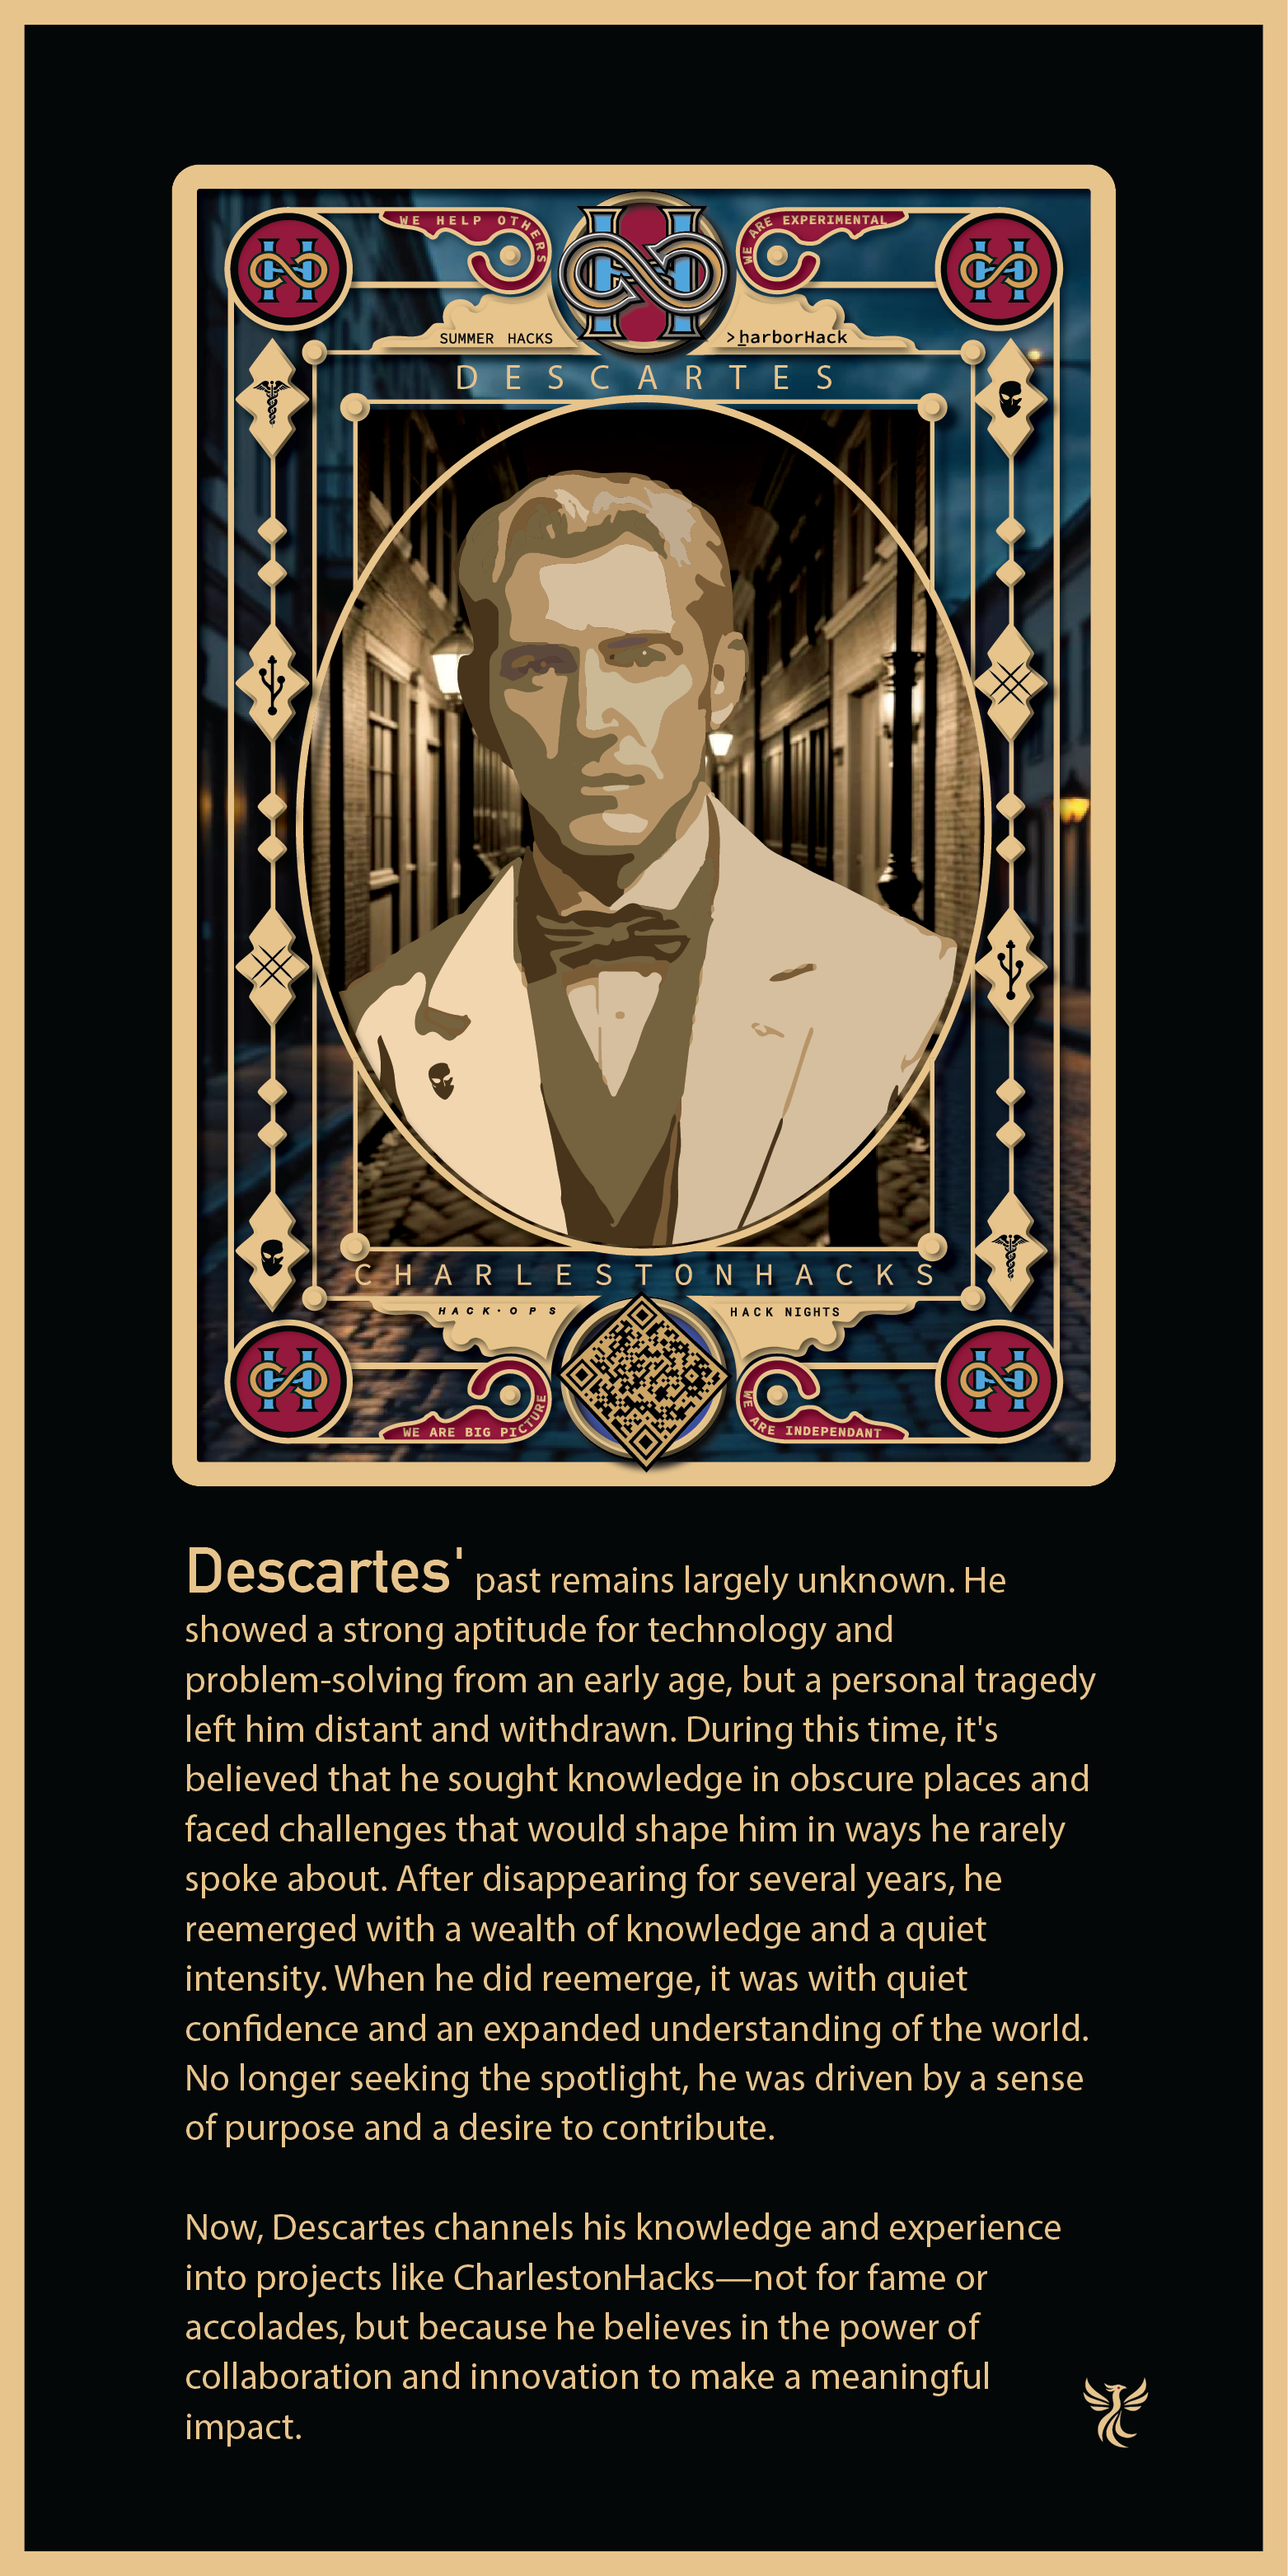 WE HELP OTHERS
WE ARE EXPERIMENTAL
SUMMER HACKS
>harborHack
DESCARTES
CHARLESTONHACKS
HACK·OPS
HACK NIGHTS
WE ARE BIG PICTURE
WE ARE INDEPENDANT
Descartes' past remains largely unknown. He
showed a strong aptitude for technology and
problem-solving from an early age, but a personal tragedy
left him distant and withdrawn. During this time, it's
believed that he sought knowledge in obscure places and
faced challenges that would shape him in ways he rarely
spoke about. After disappearing for several years, he
reemerged with a wealth of knowledge and a quiet
intensity. When he did reemerge, it was with quiet
confidence and an expanded understanding of the world.
No longer seeking the spotlight, he was driven by a sense
of purpose and a desire to contribute.
Now, Descartes channels his knowledge and experience
into projects like CharlestonHacks—not for fame or
accolades, but because he believes in the power of
collaboration and innovation to make a meaningful
impact.